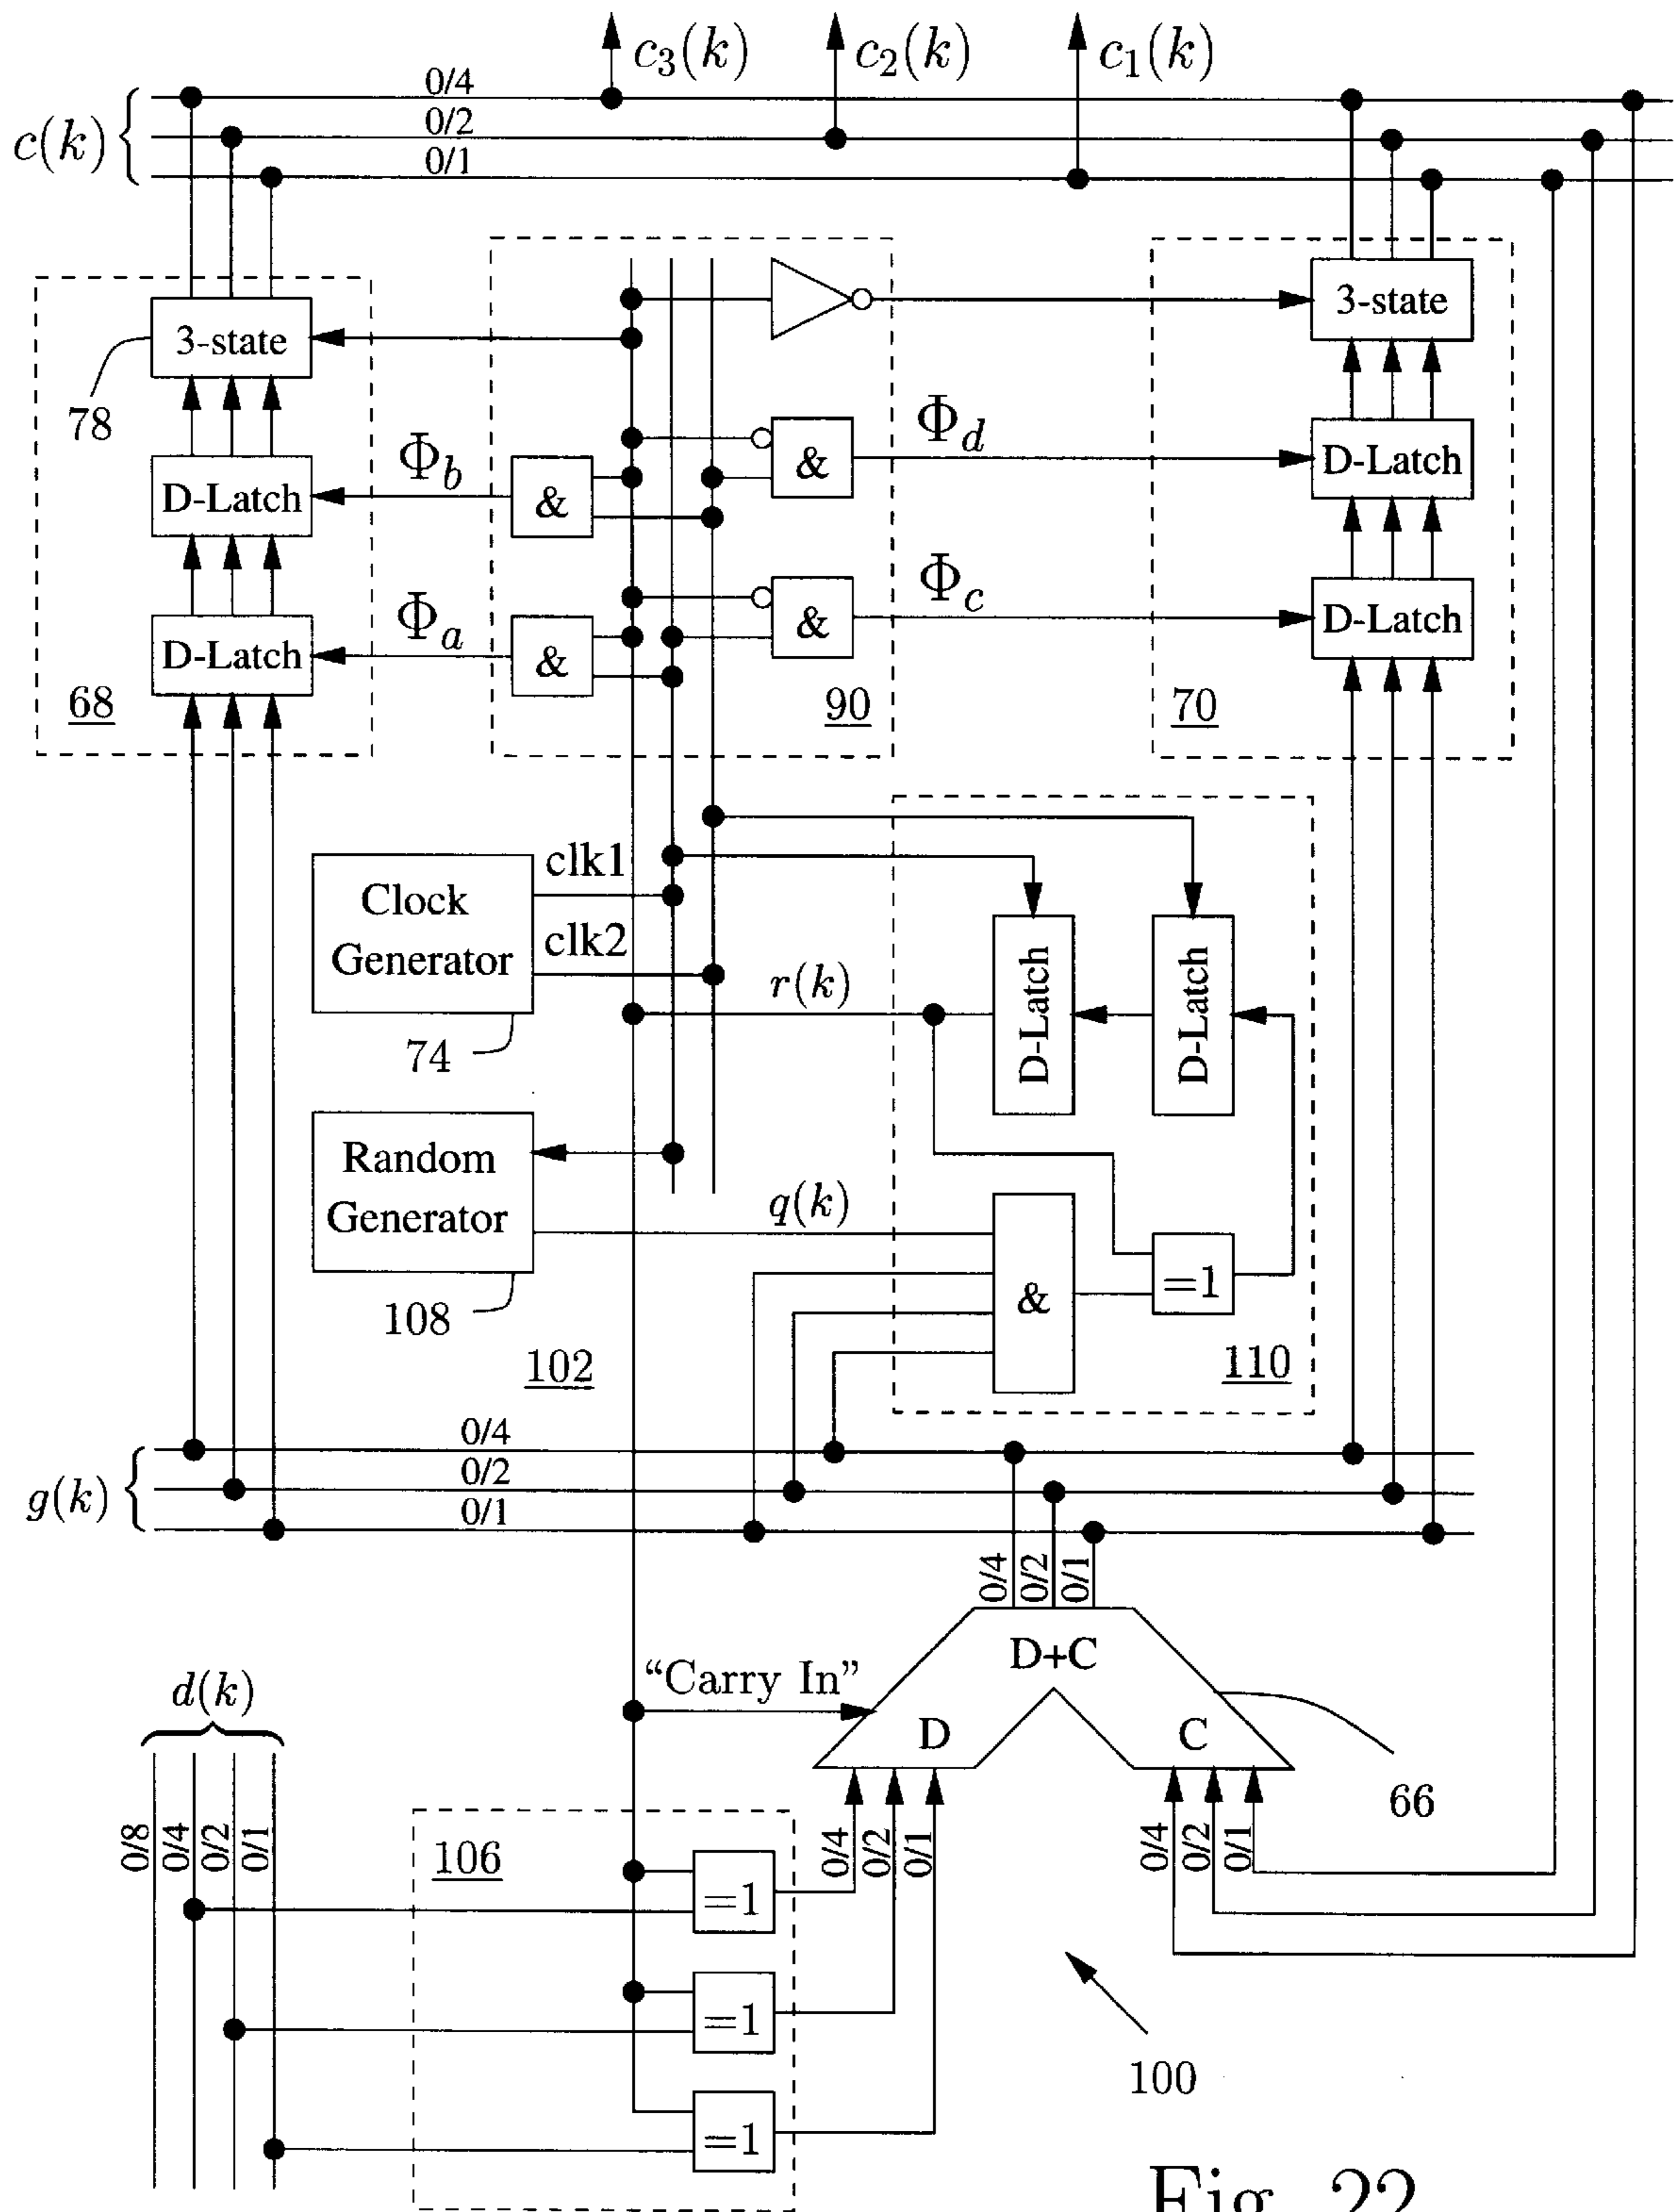 c₃(k) c₂(k) c₁(k)
0/4
c(k) { 0/2
0/1
3-state
3-state
78
Φb
Φd
D-Latch
&
&
D-Latch
Φa
Φc
D-Latch
&
&
D-Latch
68
90
70
clk1
Clock
Generator
clk2
D-Latch
D-Latch
r(k)
74
Random
Generator
q(k)
&
=1
108
102
110
0/4
g(k) { 0/2
0/1
0/4 0/2 0/1
D+C
"Carry In"
d(k)
D C
66
0/8 0/4 0/2 0/1
106
0/4 0/2 0/1
0/4 0/2 0/1
=1
=1
=1
100
Fig. 22